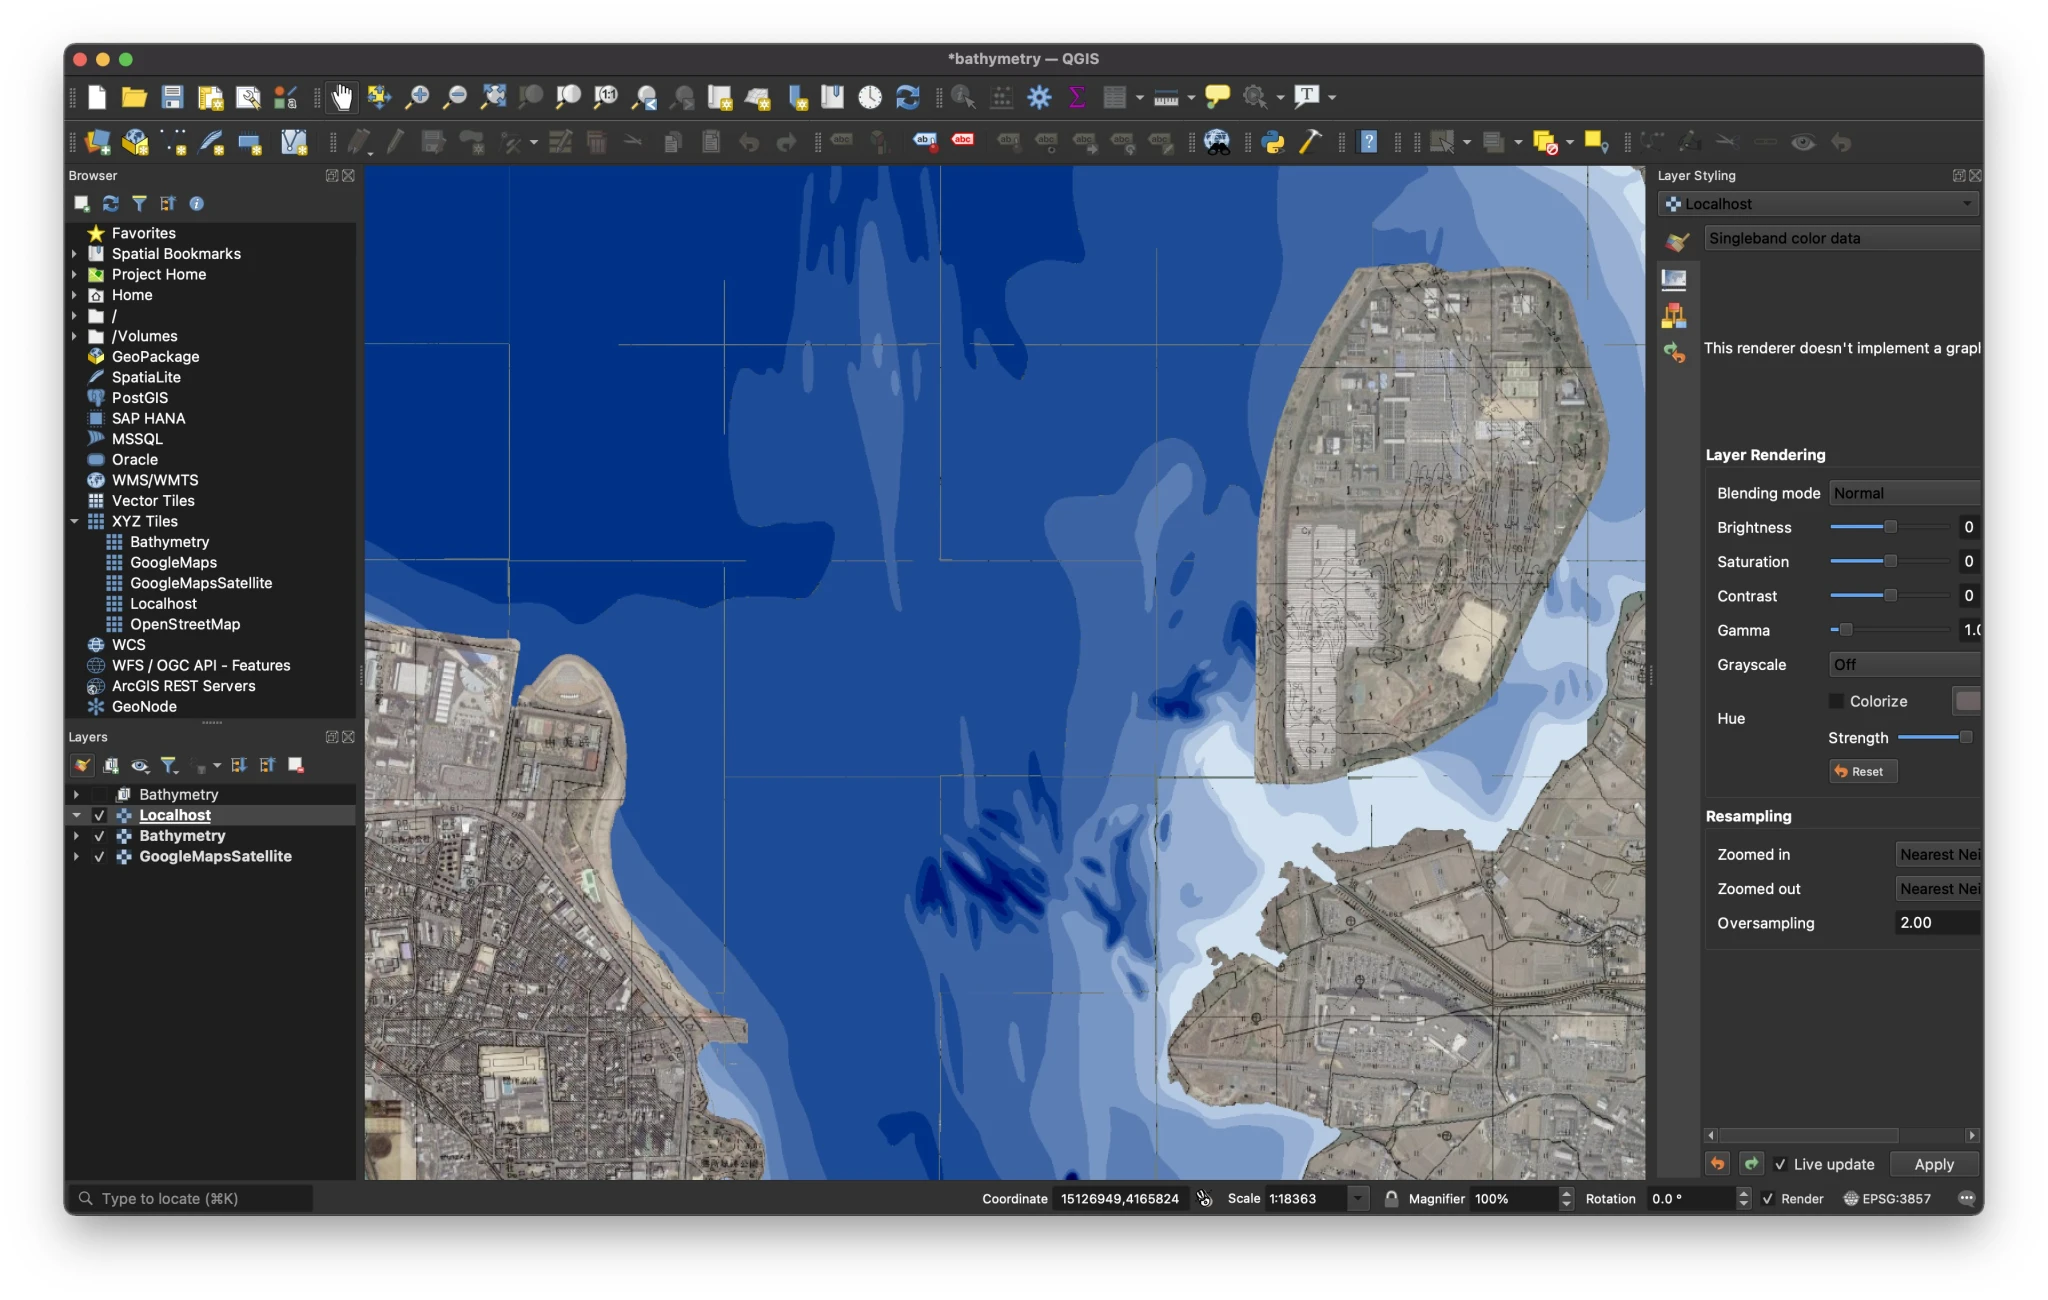 *bathymetry — QGIS
Browser
Favorites
Spatial Bookmarks
Project Home
Home
/
/Volumes
GeoPackage
SpatiaLite
PostGIS
SAP HANA
MSSQL
Oracle
WMS/WMTS
Vector Tiles
XYZ Tiles
Bathymetry
GoogleMaps
GoogleMapsSatellite
Localhost
OpenStreetMap
WCS
WFS / OGC API - Features
ArcGIS REST Servers
GeoNode
Layers
Bathymetry
Localhost
Bathymetry
GoogleMapsSatellite
Layer Styling
Localhost
Singleband color data
This renderer doesn't implement a grapl
Layer Rendering
Blending mode Normal
Brightness 0
Saturation 0
Contrast 0
Gamma 1.0
Grayscale Off
Hue
Colorize
Strength
Reset
Resampling
Zoomed in Nearest Nei
Zoomed out Nearest Nei
Oversampling 2.00
Live update Apply
Type to locate (⌘K) Coordinate 15126949,4165824 Scale 1:18363 Magnifier 100% Rotation 0.0 ° Render EPSG:3857